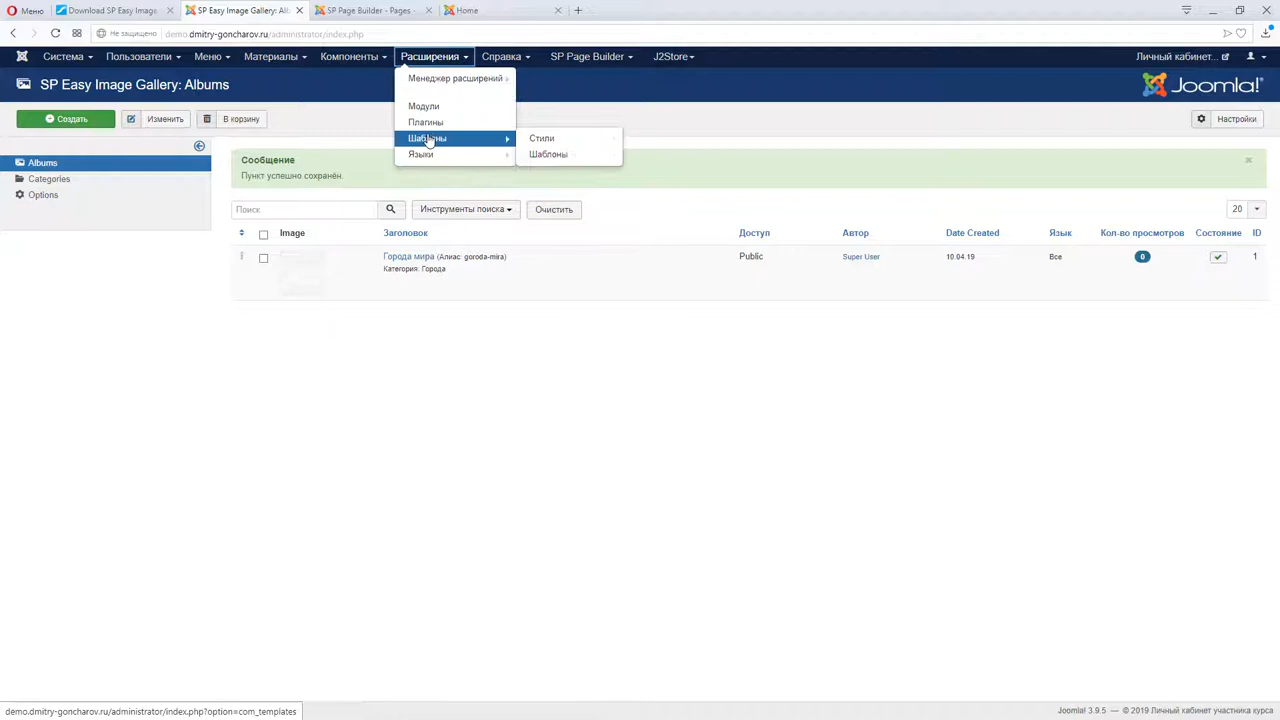 Меню
Download SP Easy Image
SP Easy Image Gallery: Alb
SP Page Builder - Pages -
Home
Не защищено
demo.dmitry-goncharov.ru/administrator/index.php
Система Пользователи Меню Материалы Компоненты Расширения Справка SP Page Builder J2Store Личный кабинет...
SP Easy Image Gallery: Albums
Joomla!®
Менеджер расширений
Модули
Плагины
Шаблоны
Языки
Стили
Шаблоны
Создать Изменить В корзину Настройки
Albums
Categories
Options
Сообщение
Пункт успешно сохранён.
Поиск Инструменты поиска Очистить 20
Image Заголовок Доступ Автор Date Created Язык Кол-во просмотров Состояние ID
Города мира (Алиас: goroda-mira) Public Super User 10.04.19 Все 0 1
Категория: Города
demo.dmitry-goncharov.ru/administrator/index.php?option=com_templates
Joomla! 3.9.5 — © 2019 Личный кабинет участника курса